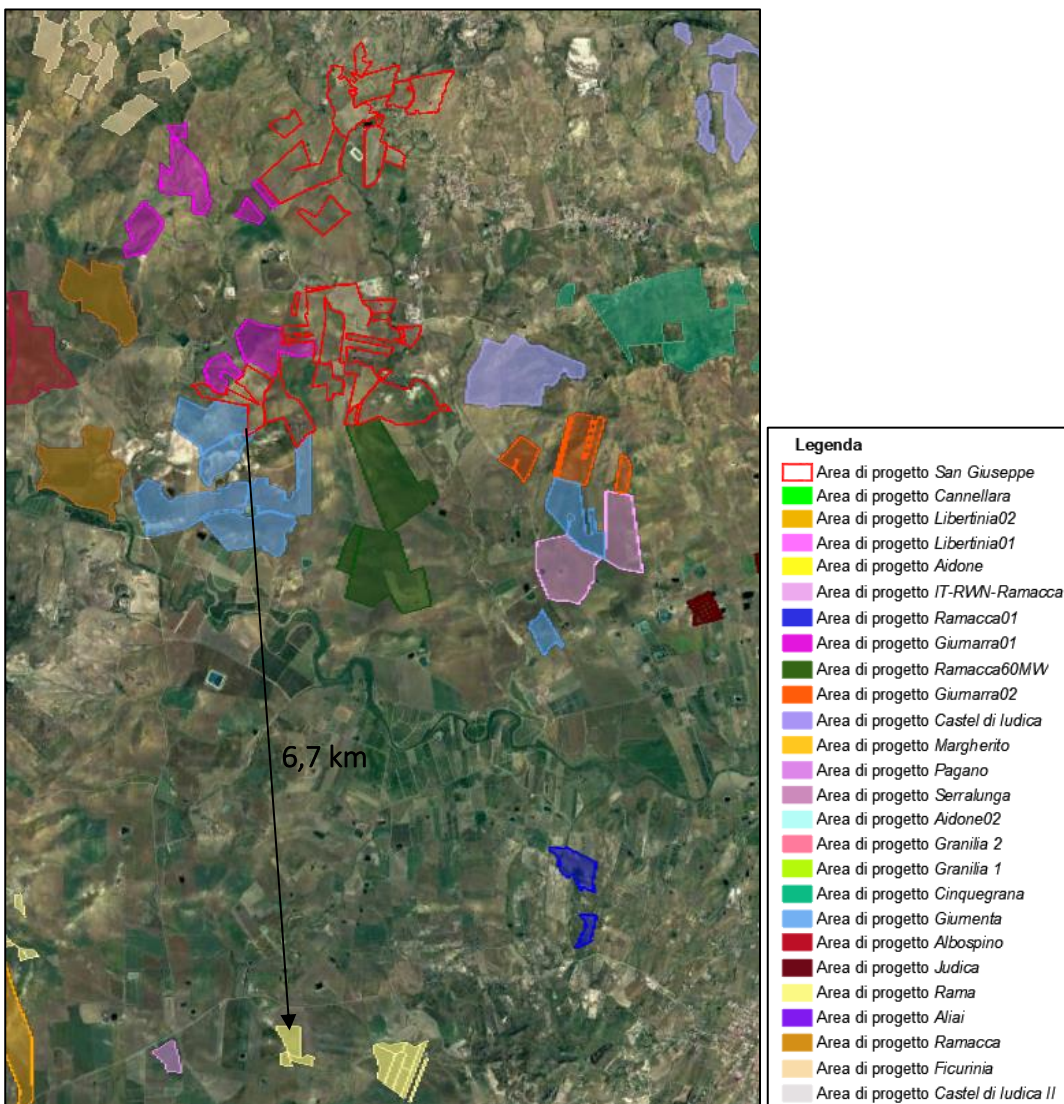 6,7 km
Legenda
Area di progetto San Giuseppe
Area di progetto Cannellara
Area di progetto Libertinia02
Area di progetto Libertinia01
Area di progetto Aidone
Area di progetto IT-RWN-Ramacca
Area di progetto Ramacca01
Area di progetto Giumarra01
Area di progetto Ramacca60MW
Area di progetto Giumarra02
Area di progetto Castel di Iudica
Area di progetto Margherito
Area di progetto Pagano
Area di progetto Serralunga
Area di progetto Aidone02
Area di progetto Granilia 2
Area di progetto Granilia 1
Area di progetto Cinquegrana
Area di progetto Giumenta
Area di progetto Albospino
Area di progetto Judica
Area di progetto Rama
Area di progetto Aliai
Area di progetto Ramacca
Area di progetto Ficurinia
Area di progetto Castel di Iudica II